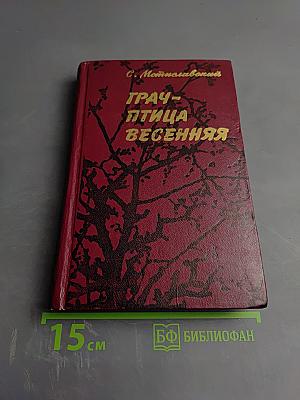 С. Мстиславский
ГРАЧ-
ПТИЦА
ВЕСЕННЯЯ
15 см
БФ БИБЛИОФАН